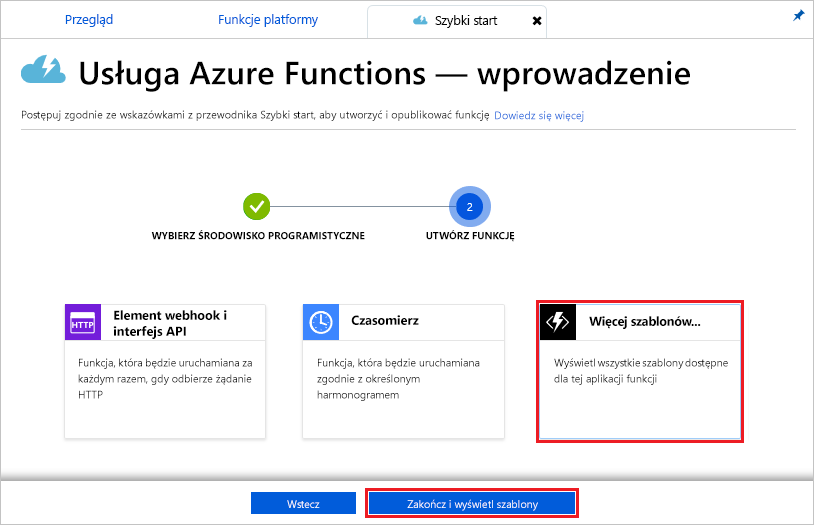 Przegląd
Funkcje platformy
Szybki start
Usługa Azure Functions — wprowadzenie
Postępuj zgodnie ze wskazówkami z przewodnika Szybki start, aby utworzyć i opublikować funkcję Dowiedz się więcej
2
WYBIERZ ŚRODOWISKO PROGRAMISTYCZNE
UTWÓRZ FUNKCJĘ
HTTP
Element webhook i
interfejs API
Funkcja, która będzie uruchamiana za
każdym razem, gdy odbierze żądanie
HTTP
Czasomierz
Funkcja, która będzie uruchamiana
zgodnie z określonym
harmonogramem
Więcej szablonów...
Wyświetl wszystkie szablony dostępne
dla tej aplikacji funkcji
Wstecz
Zakończ i wyświetl szablony